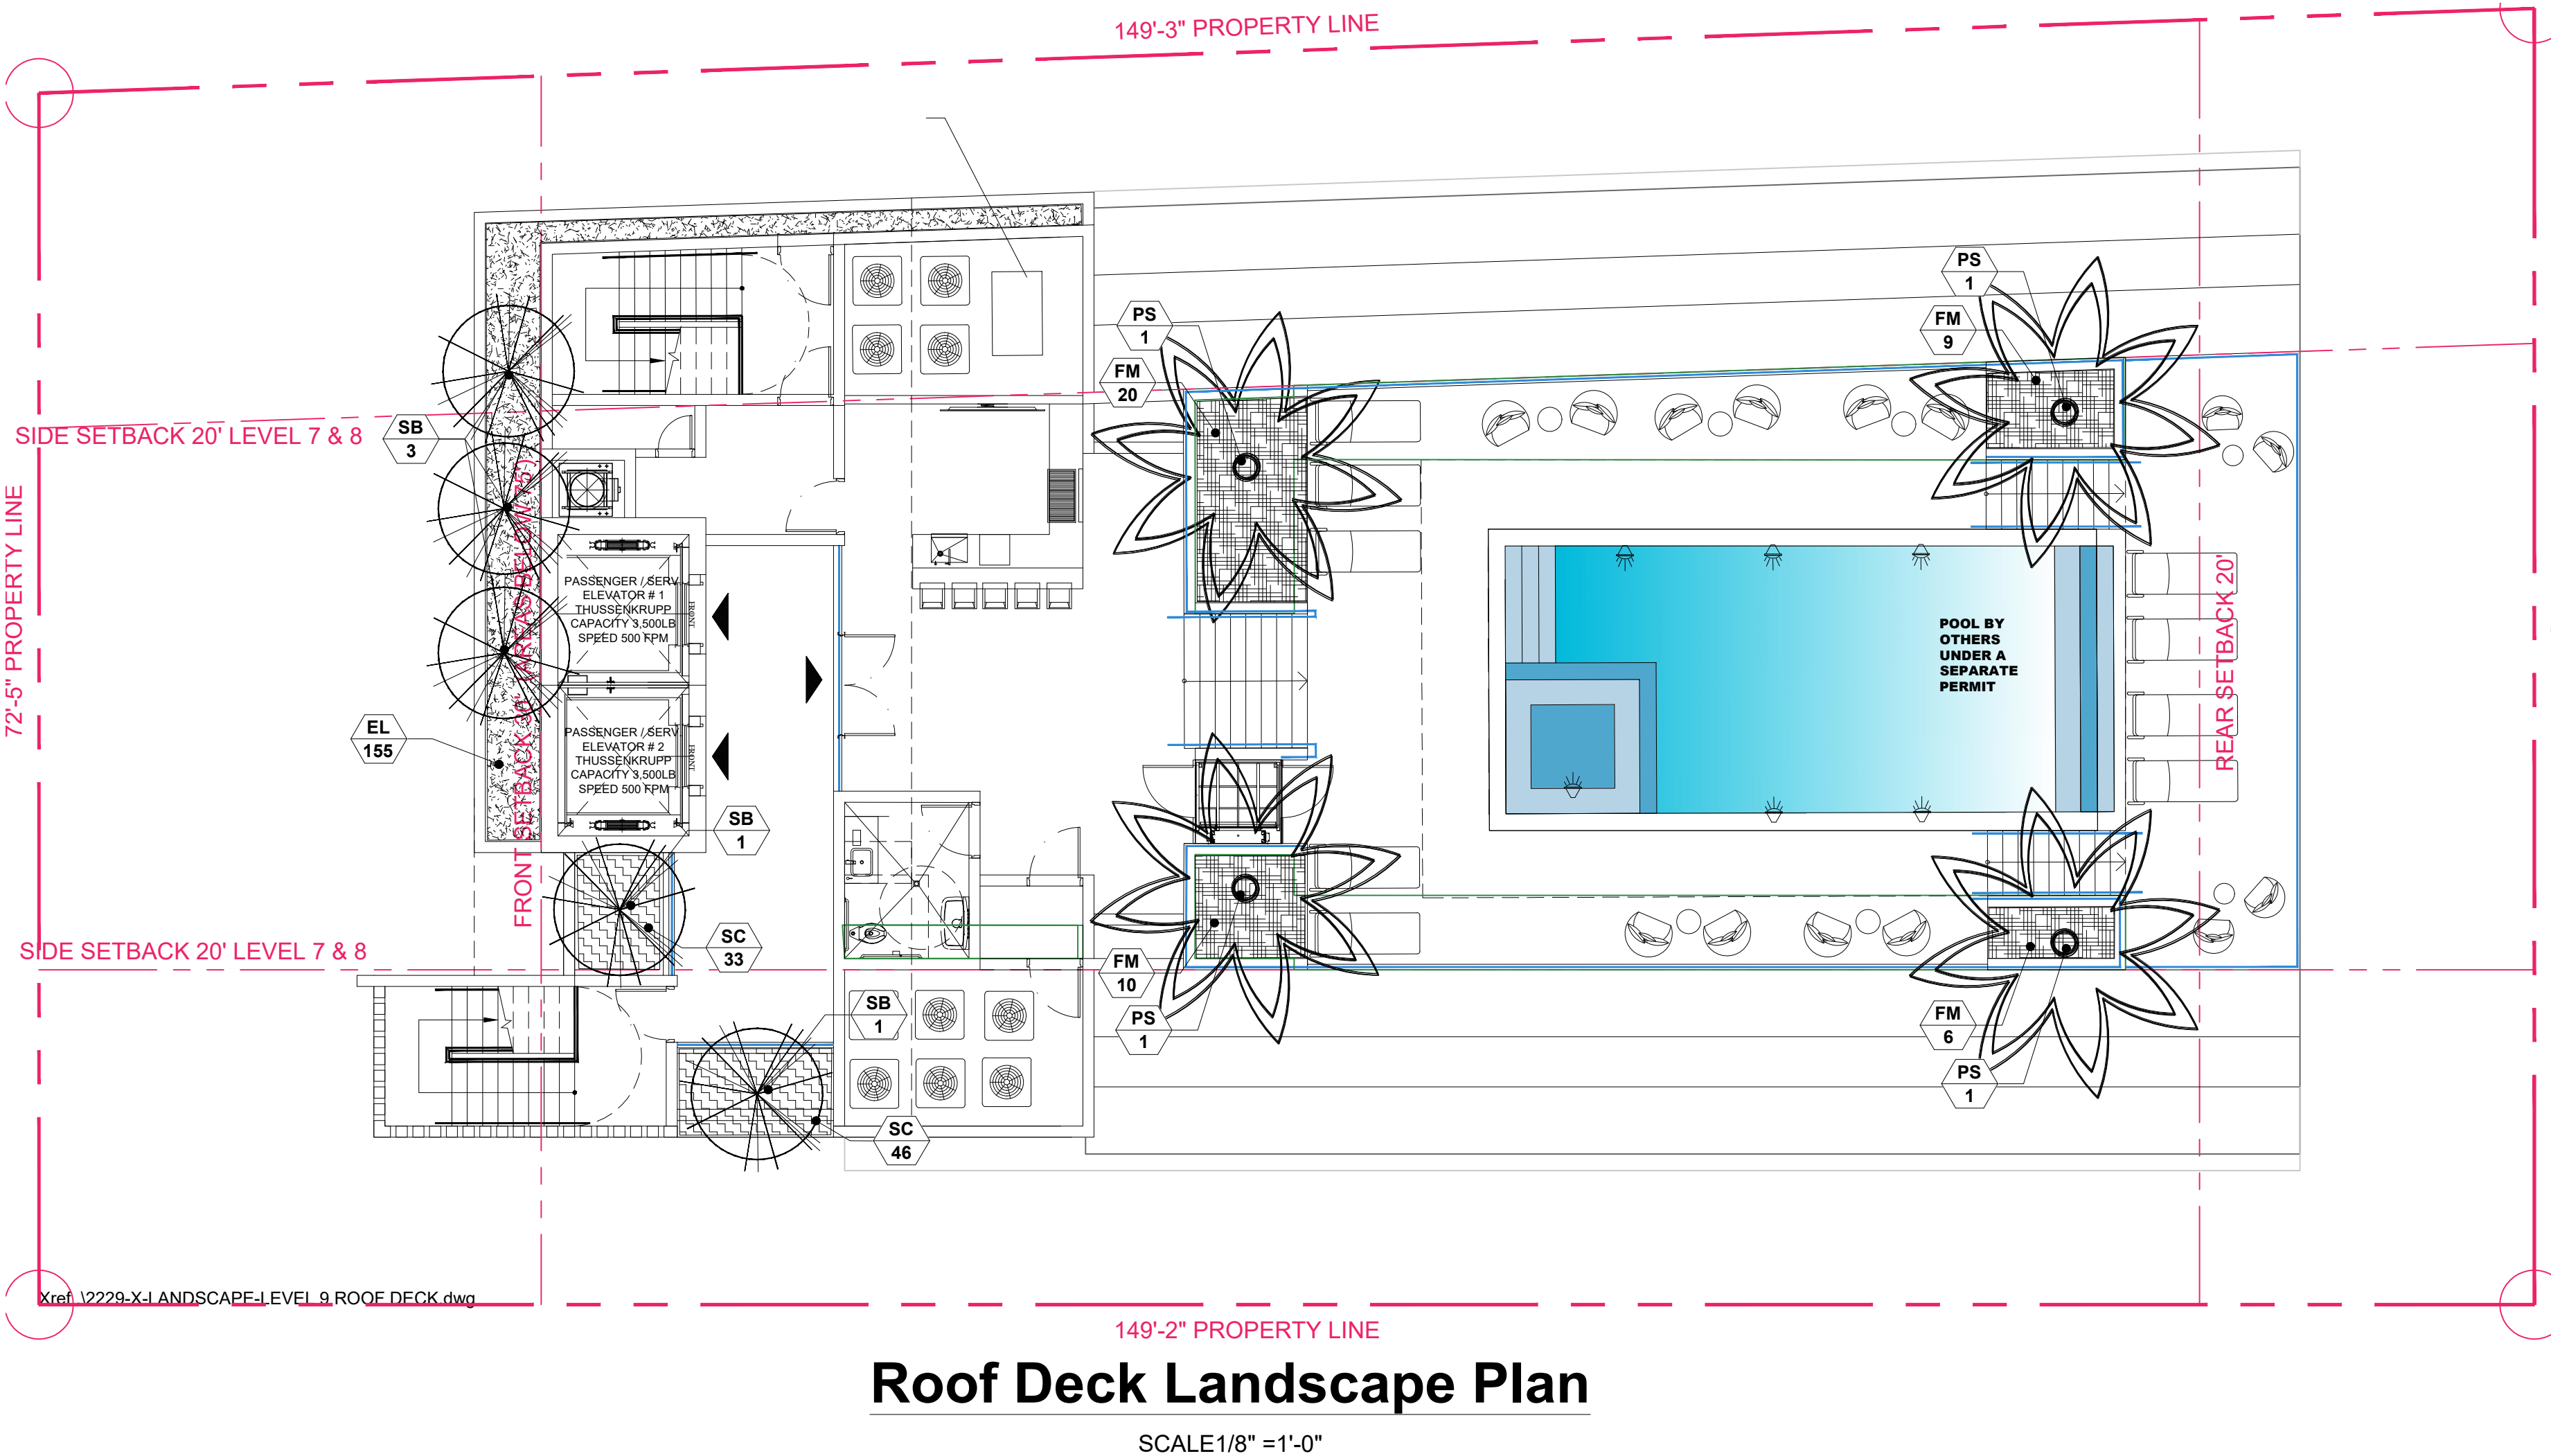 149'-3" PROPERTY LINE
PS
1
PS
1
FM
9
FM
20
SIDE SETBACK 20' LEVEL 7 & 8
SB
3
72'-5" PROPERTY LINE
FRONT SETBACK 30' (AREAS BELOW 75')
PASSENGER / SERV.
ELEVATOR # 1
THUSSENKRUPP
CAPACITY 3,500LB
SPEED 500 FPM
FRONT
POOL BY
OTHERS
UNDER A
SEPARATE
PERMIT
REAR SETBACK 20'
EL
155
PASSENGER / SERV.
ELEVATOR # 2
THUSSENKRUPP
CAPACITY 3,500LB
SPEED 500 FPM
FRONT
SB
1
SC
33
SIDE SETBACK 20' LEVEL 7 & 8
FM
10
SB
1
PS
1
FM
6
PS
1
SC
46
Xref .\2229-X-LANDSCAPE-LEVEL 9 ROOF DECK.dwg
149'-2" PROPERTY LINE
Roof Deck Landscape Plan
SCALE1/8" =1'-0"